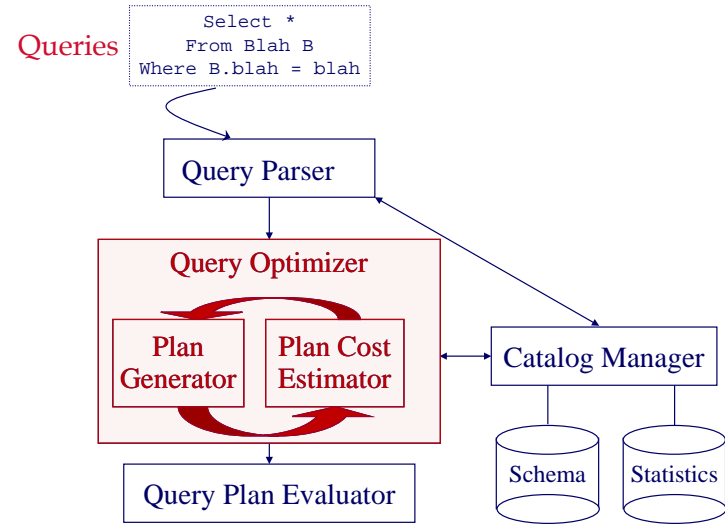 Queries
Select *
From Blah B
Where B.blah = blah
Query Parser
Query Optimizer
Plan
Generator
Plan Cost
Estimator
Catalog Manager
Schema
Statistics
Query Plan Evaluator